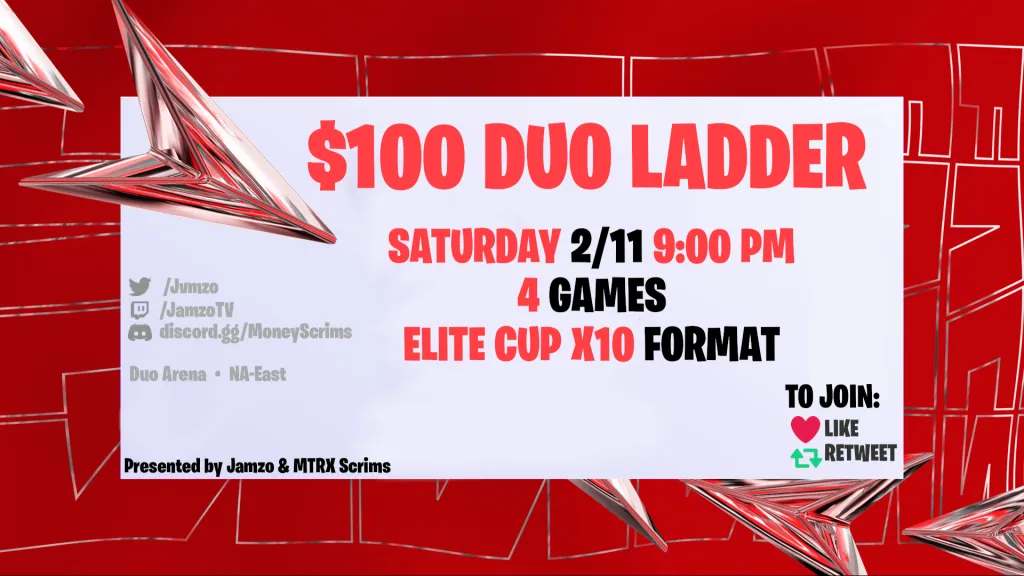 $100 DUO LADDER
SATURDAY 2/11 9:00 PM
4 GAMES
ELITE CUP X10 FORMAT
/Jvmzo
/JamzoTV
discord.gg/MoneyScrims
Duo Arena • NA-East
TO JOIN:
LIKE
RETWEET
Presented by Jamzo & MTRX Scrims